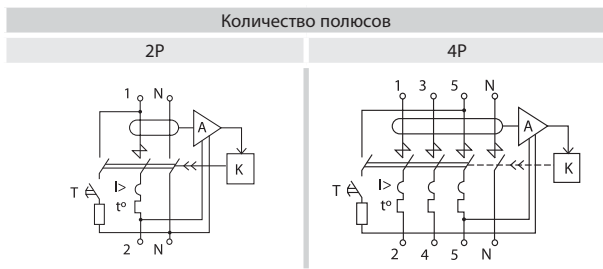 Количество полюсов
2P 4P
1 N
A
K
T I>
t°
2 N
1 3 5 N
A
K
T I>
t°
2 4 5 N